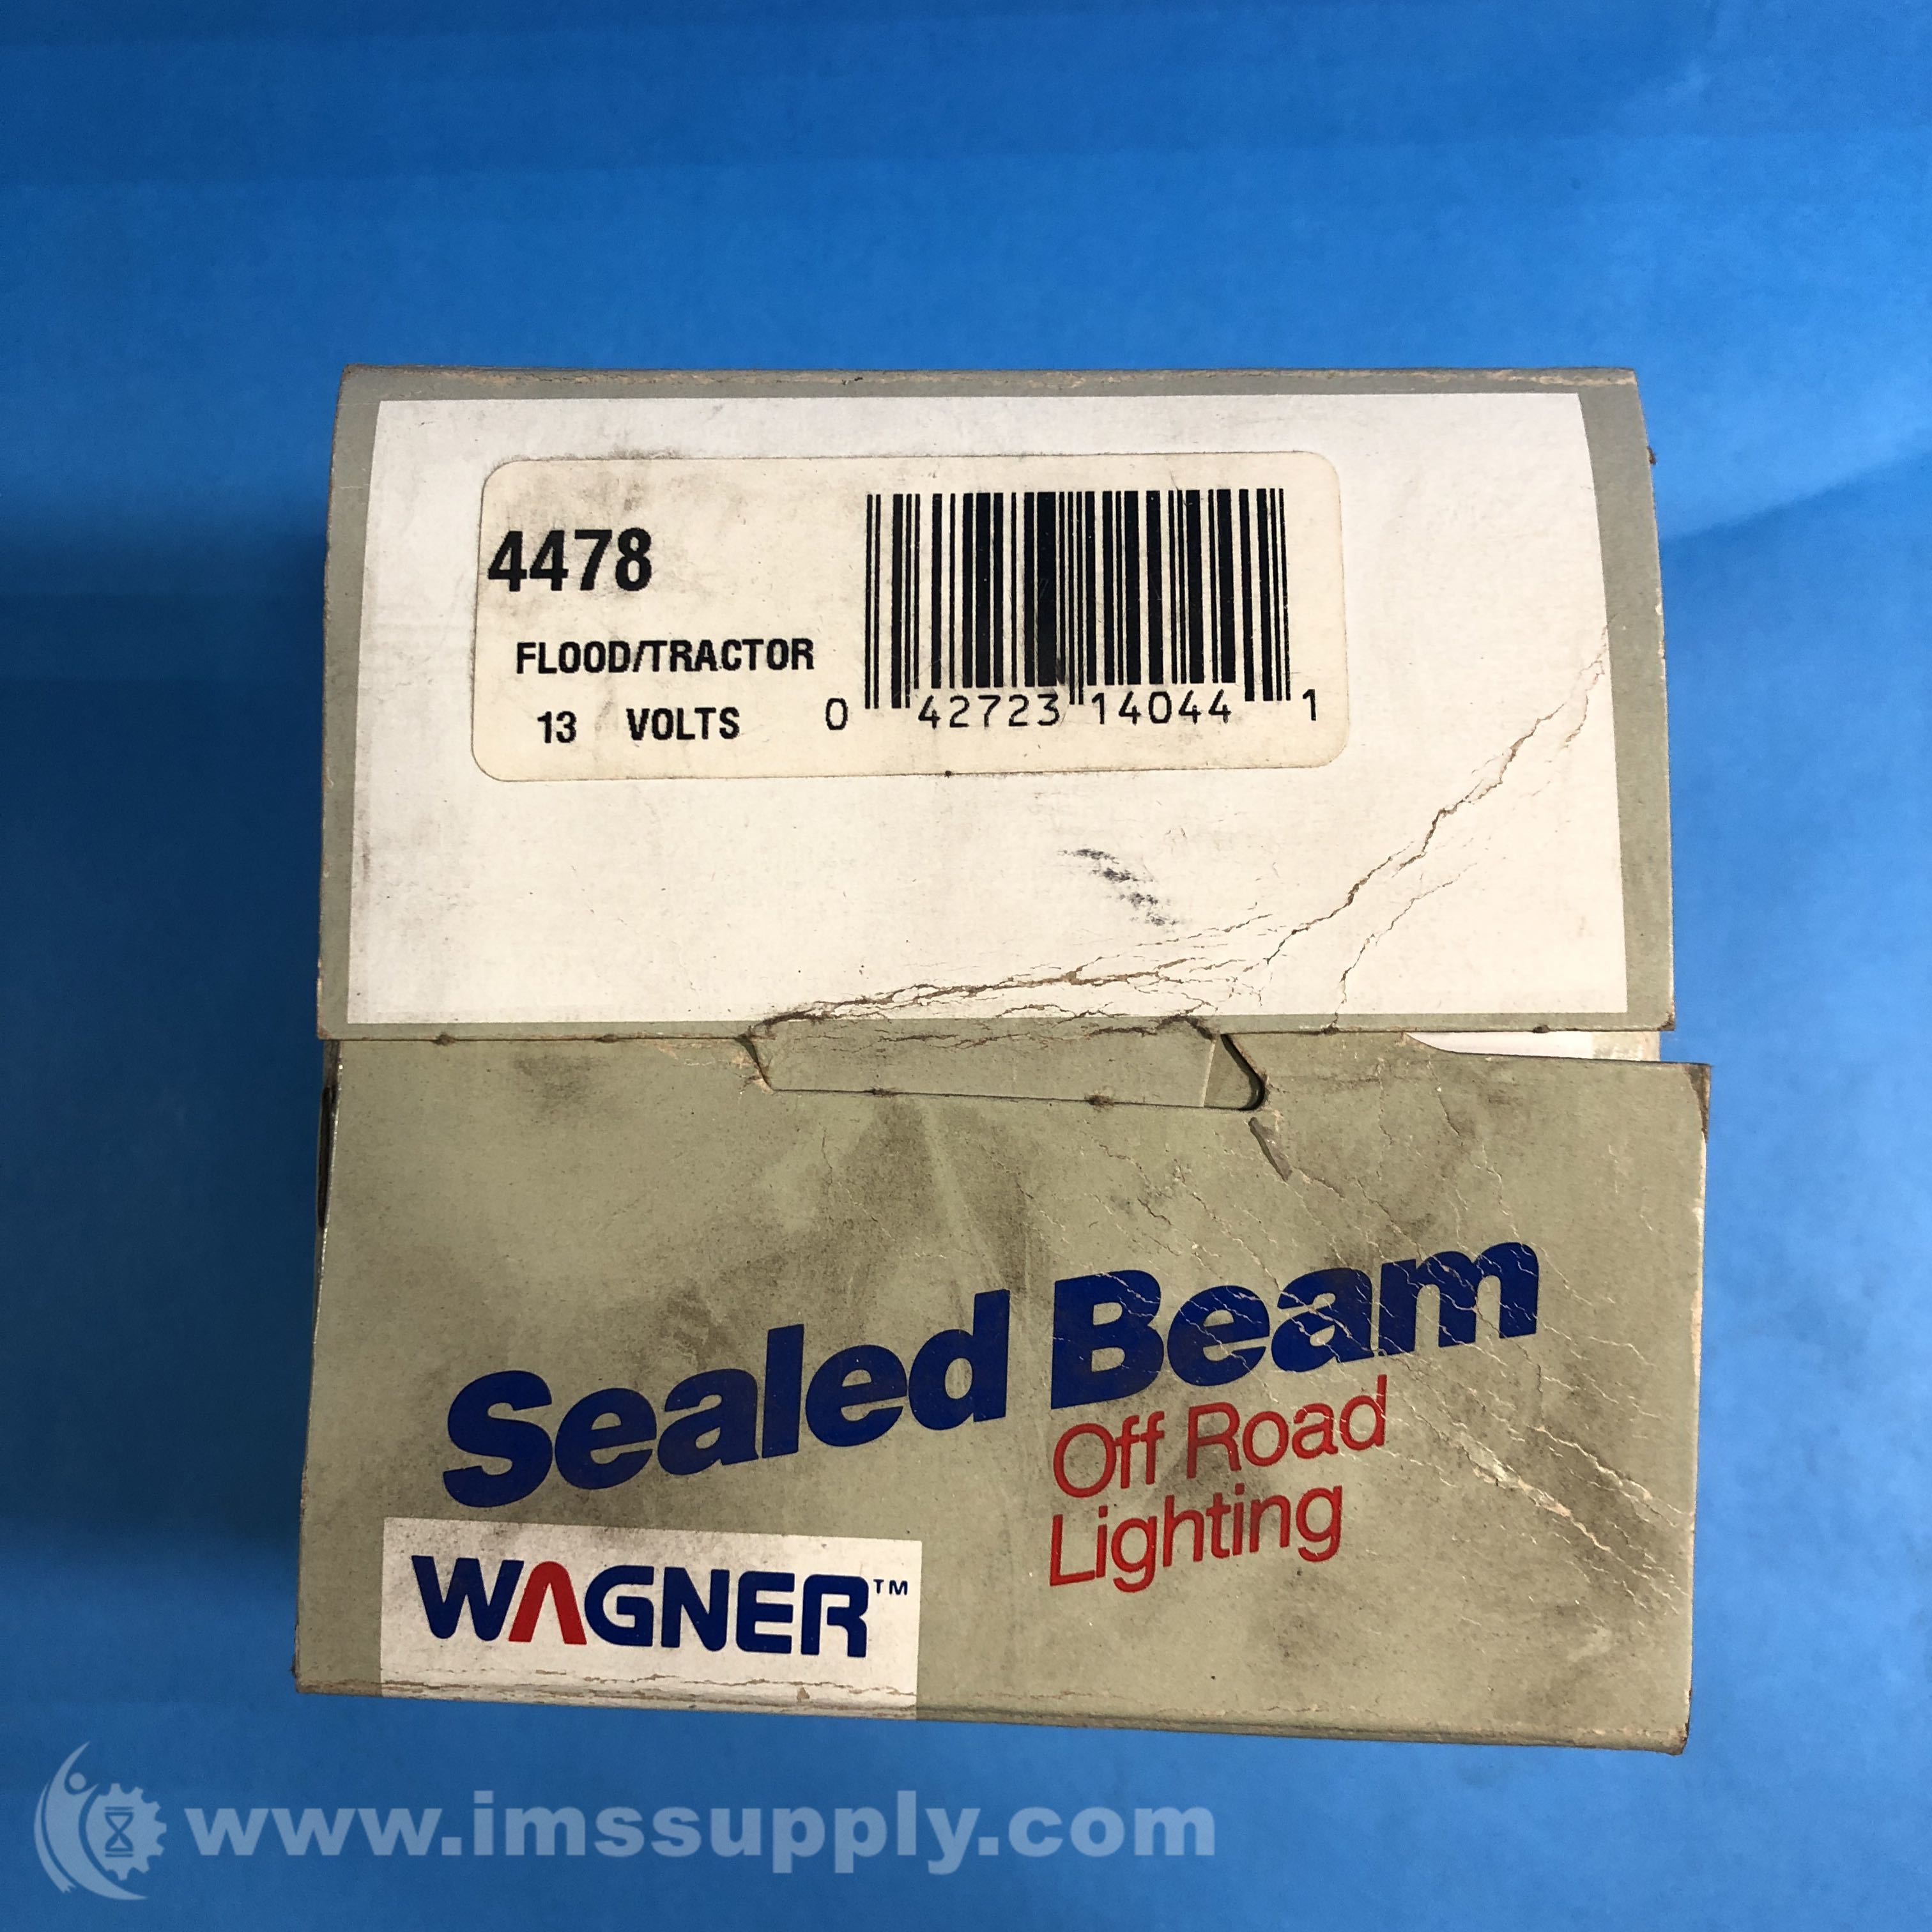 4478
FLOOD/TRACTOR
13 VOLTS
0 42723 14044 1
Sealed Beam
Off Road
Lighting
WAGNER™
www.imssupply.com